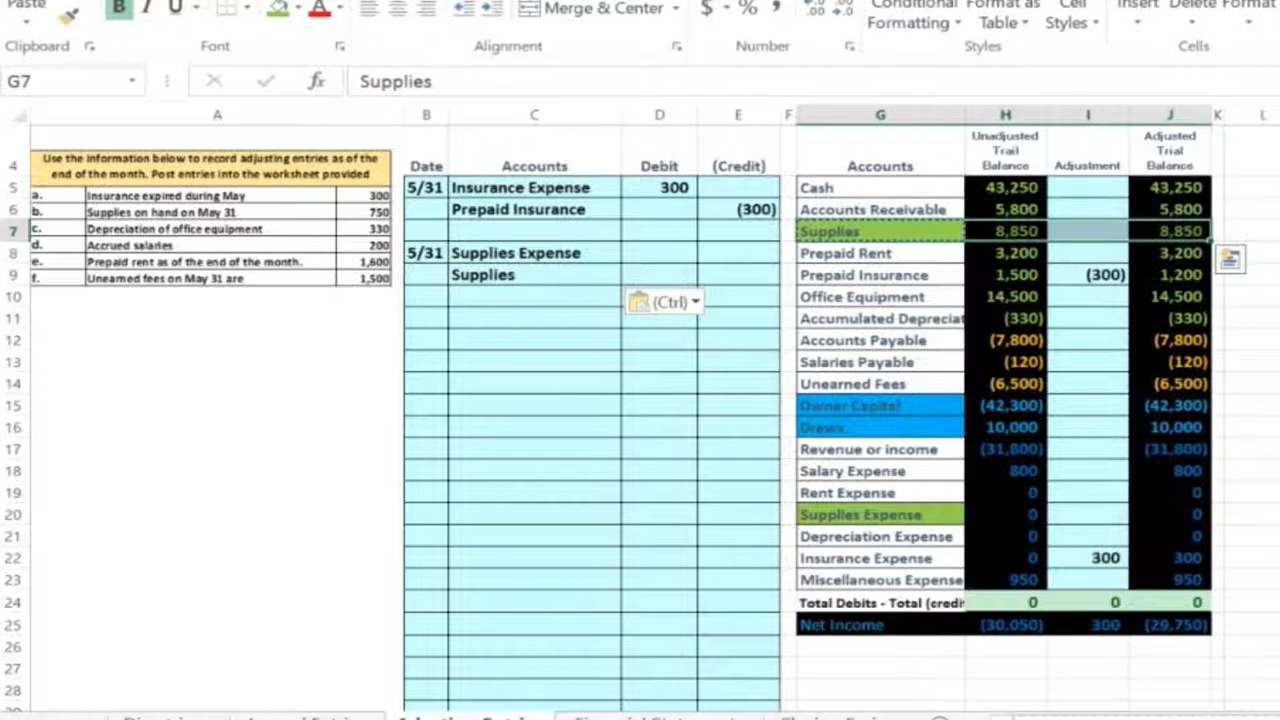 Paste
B I U A Merge & Center $ % , .00 .00 Conditional Format as Cell Insert Delete Format
Formatting Table Styles
Clipboard Font Alignment Number Styles Cells
G7 fx Supplies
A B C D E F G H I J K L
Unadjusted Trail Balance Adjusted Trial Balance
Use the information below to record adjusting entries as of the
end of the month. Post entries into the worksheet provided
4 Date Accounts Debit (Credit) Accounts Adjustment
a. Insurance expired during May 300
b. Supplies on hand on May 31 750
c. Depreciation of office equipment 330
d. Accrued salaries 200
e. Prepaid rent as of the end of the month. 1,600
f. Unearned fees on May 31 are 1,500
5 5/31 Insurance Expense 300 Cash 43,250 43,250
6 Prepaid Insurance (300) Accounts Receivable 5,800 5,800
7 Supplies 8,850 8,850
8 5/31 Supplies Expense Prepaid Rent 3,200 3,200
9 Supplies Prepaid Insurance 1,500 (300) 1,200
10 (Ctrl) Office Equipment 14,500 14,500
11 Accumulated Depreciat (330) (330)
12 Accounts Payable (7,800) (7,800)
13 Salaries Payable (120) (120)
14 Unearned Fees (6,500) (6,500)
15 Owner Capital (42,300) (42,300)
16 Draws 10,000 10,000
17 Revenue or income (31,800) (31,800)
18 Salary Expense 800 800
19 Rent Expense 0 0
20 Supplies Expense 0 0
21 Depreciation Expense 0 0
22 Insurance Expense 0 300 300
23 Miscellaneous Expense 950 950
24 Total Debits - Total (credi 0 0 0
25 Net Income (30,050) 300 (29,750)
26
27
28